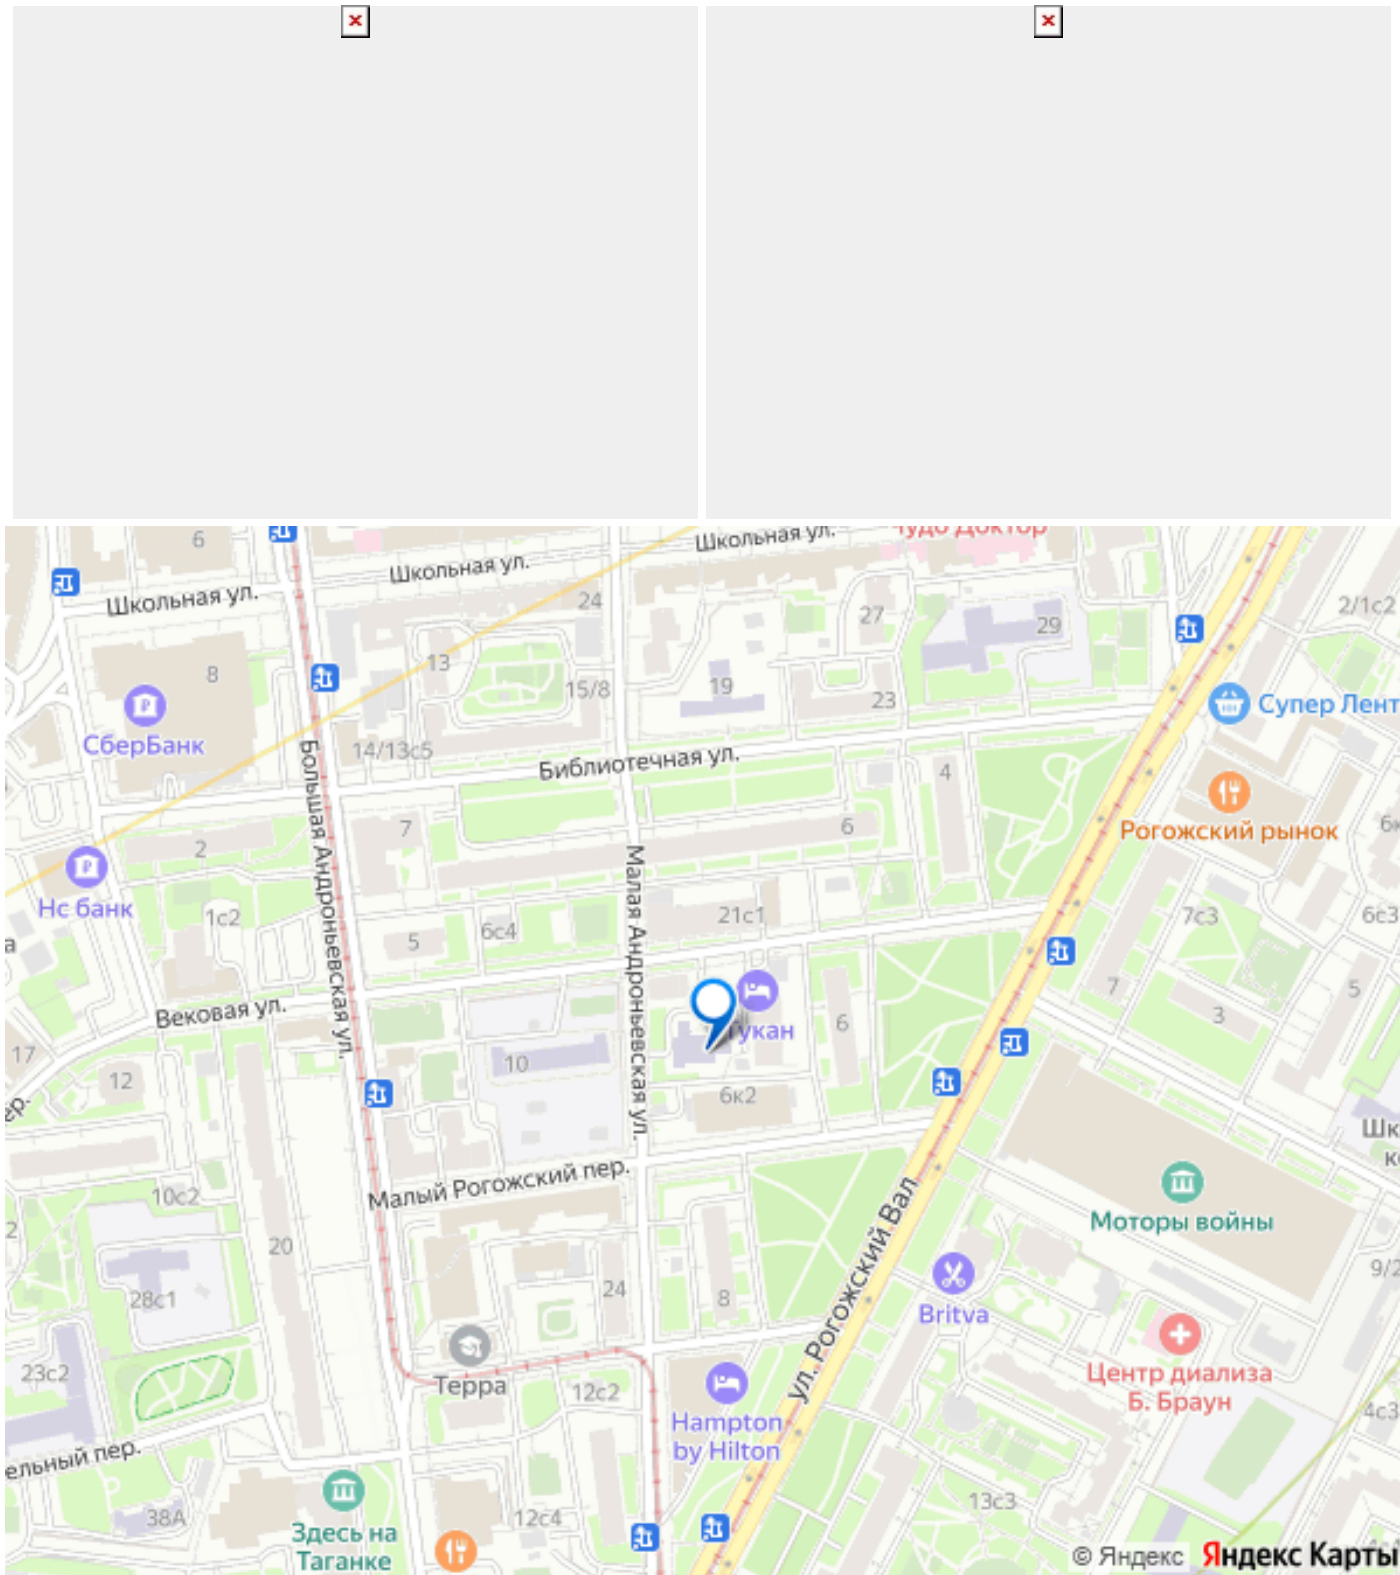 Школьная ул.
6
Школьная ул.
Школьная ул.
24
27
29
2/1с2
13
8
15/8
19
23
СберБанк
Супер Лент
14/13с5
Библиотечная ул.
4
Большая Андроньевская ул.
7
6
Рогожский рынок
2
Малая Андроньевская ул.
Нс банк
1с2
6с4
21с1
7с3
6с3
5
Вековая ул.
7
5
3
6
17
12
10
6к2
Малый Рогожский пер.
10с2
20
Моторы войны
28с1
24
8
ул. Рогожский Вал
Britva
9/2
23с2
Терра
12с2
Центр диализа
Б. Браун
4с3
Hampton
by Hilton
ельный пер.
13с3
38А
Здесь на
Таганке
12с4
© Яндекс
Яндекс Карты